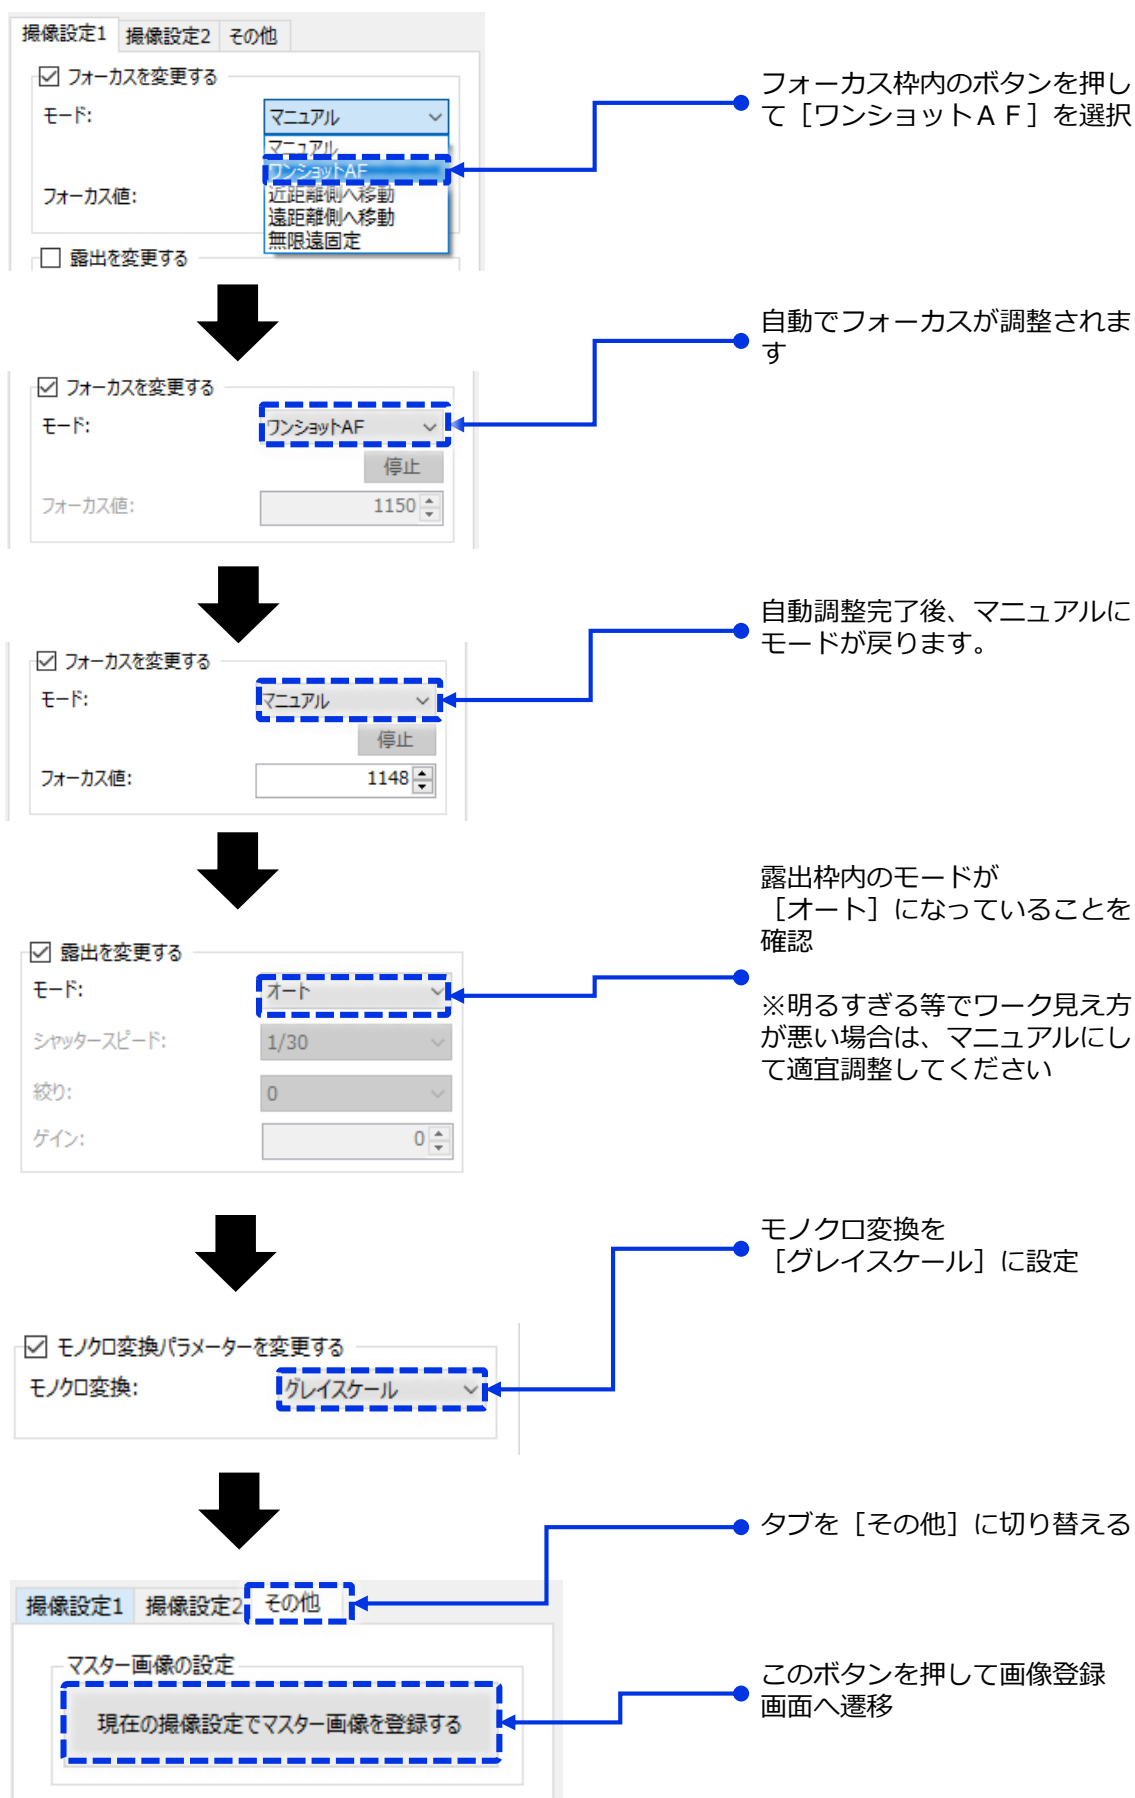 撮像設定1 撮像設定2 その他
フォーカスを変更する
モード: マニュアル
マニュアル
ワンショットAF
近距離側へ移動
フォーカス値:
遠距離側へ移動
無限遠固定
露出を変更する
フォーカス枠内のボタンを押し
て［ワンショットＡＦ］を選択
自動でフォーカスが調整されま
す
フォーカスを変更する
モード: ワンショットAF
停止
フォーカス値: 1150
自動調整完了後、マニュアルに
モードが戻ります。
フォーカスを変更する
モード: マニュアル
停止
フォーカス値: 1148
露出枠内のモードが
［オート］になっていることを
確認
※明るすぎる等でワーク見え方
が悪い場合は、マニュアルにし
て適宜調整してください
露出を変更する
モード: オート
シャッタースピード: 1/30
絞り: 0
ゲイン: 0
モノクロ変換を
［グレイスケール］に設定
モノクロ変換パラメーターを変更する
モノクロ変換: グレイスケール
タブを［その他］に切り替える
撮像設定1 撮像設定2 その他
マスター画像の設定
現在の撮像設定でマスター画像を登録する
このボタンを押して画像登録
画面へ遷移